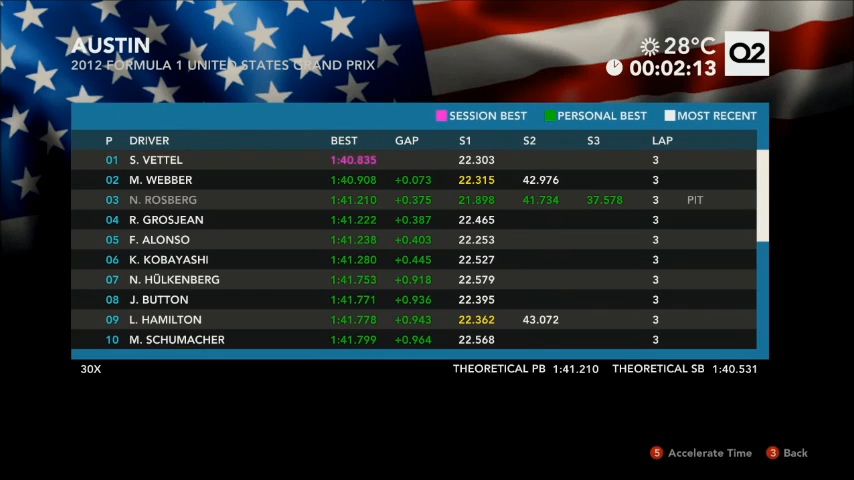 AUSTIN
2012 FORMULA 1 UNITED STATES GRAND PRIX
28°C
00:02:13
Q2
SESSION BEST PERSONAL BEST MOST RECENT
P DRIVER BEST GAP S1 S2 S3 LAP
01 S. VETTEL 1:40.835 22.303 3
02 M. WEBBER 1:40.908 +0.073 22.315 42.976 3
03 N. ROSBERG 1:41.210 +0.375 21.898 41.734 37.578 3 PIT
04 R. GROSJEAN 1:41.222 +0.387 22.465 3
05 F. ALONSO 1:41.238 +0.403 22.253 3
06 K. KOBAYASHI 1:41.280 +0.445 22.527 3
07 N. HÜLKENBERG 1:41.753 +0.918 22.579 3
08 J. BUTTON 1:41.771 +0.936 22.395 3
09 L. HAMILTON 1:41.778 +0.943 22.362 43.072 3
10 M. SCHUMACHER 1:41.799 +0.964 22.568 3
30X THEORETICAL PB 1:41.210 THEORETICAL SB 1:40.531
5 Accelerate Time 3 Back